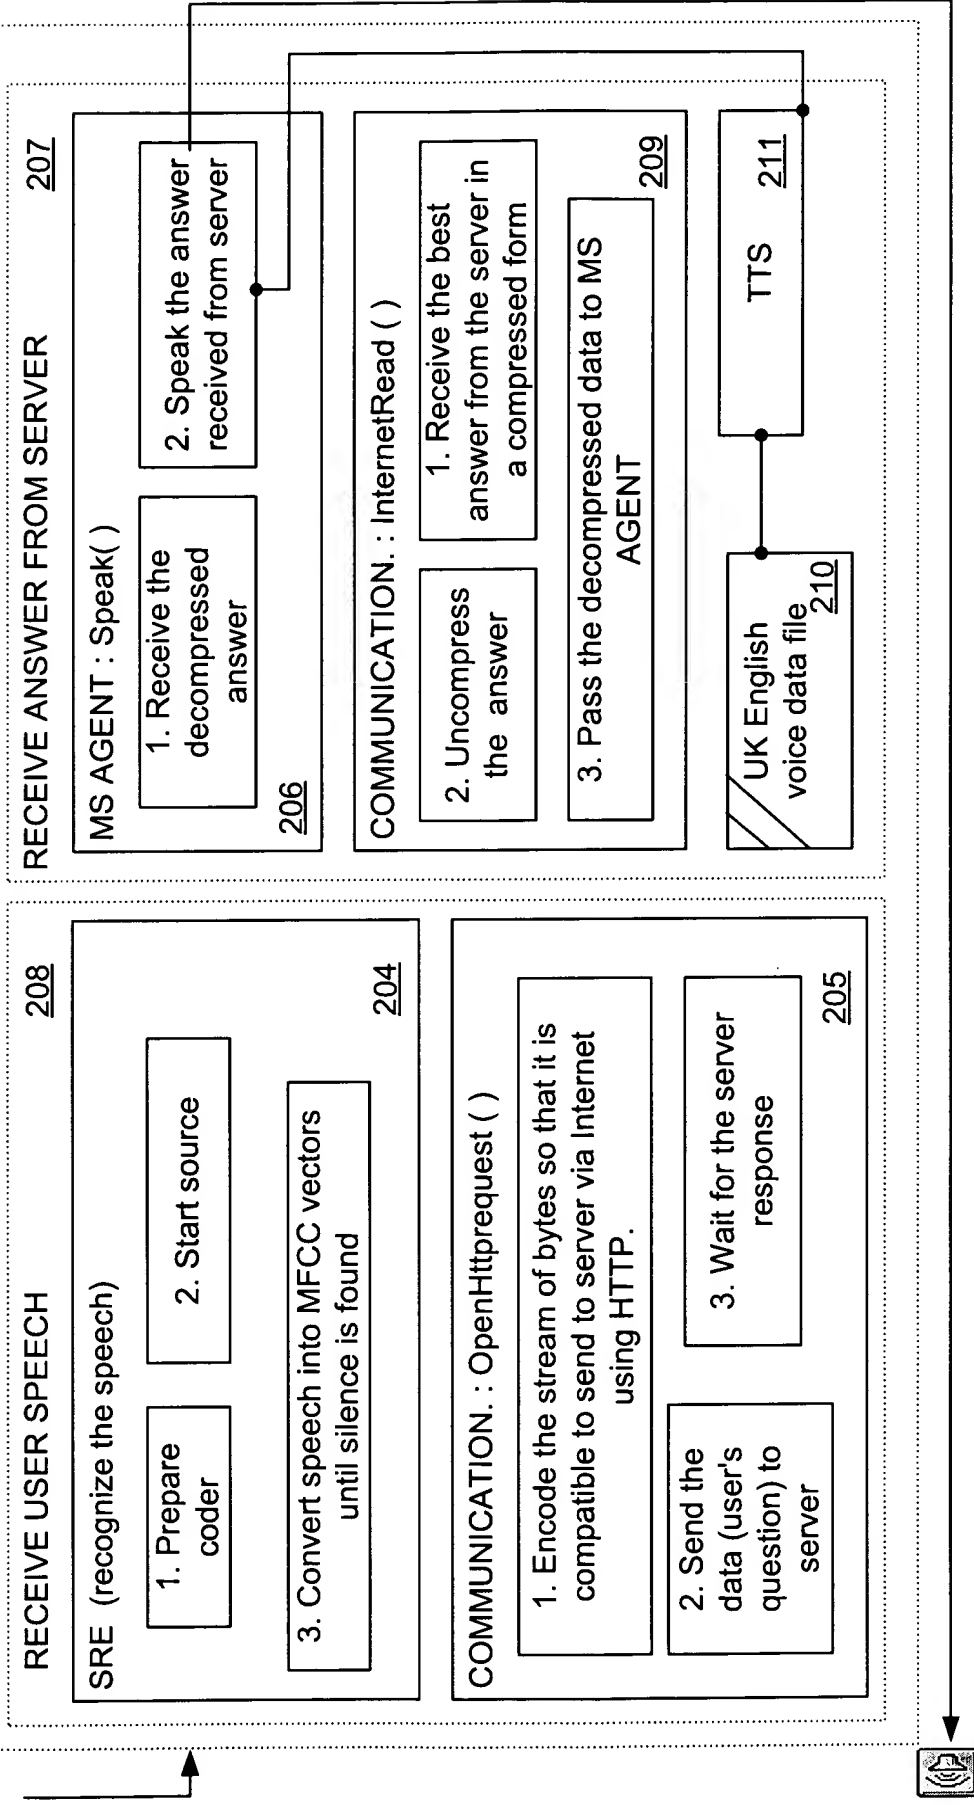 RECEIVE USER SPEECH
208
SRE (recognize the speech)
1. Prepare
coder
2. Start source
3. Convert speech into MFCC vectors
until silence is found
204
COMMUNICATION. : OpenHttprequest ( )
1. Encode the stream of bytes so that it is
compatible to send to server via Internet
using HTTP.
2. Send the
data (user's
question) to
server
3. Wait for the server
response
205
RECEIVE ANSWER FROM SERVER
207
MS AGENT : Speak( )
1. Receive the
decompressed
answer
2. Speak the answer
received from server
206
COMMUNICATION. : InternetRead ( )
2. Uncompress
the answer
1. Receive the best
answer from the server in
a compressed form
3. Pass the decompressed data to MS
AGENT
209
UK English
voice data file
210
TTS
211